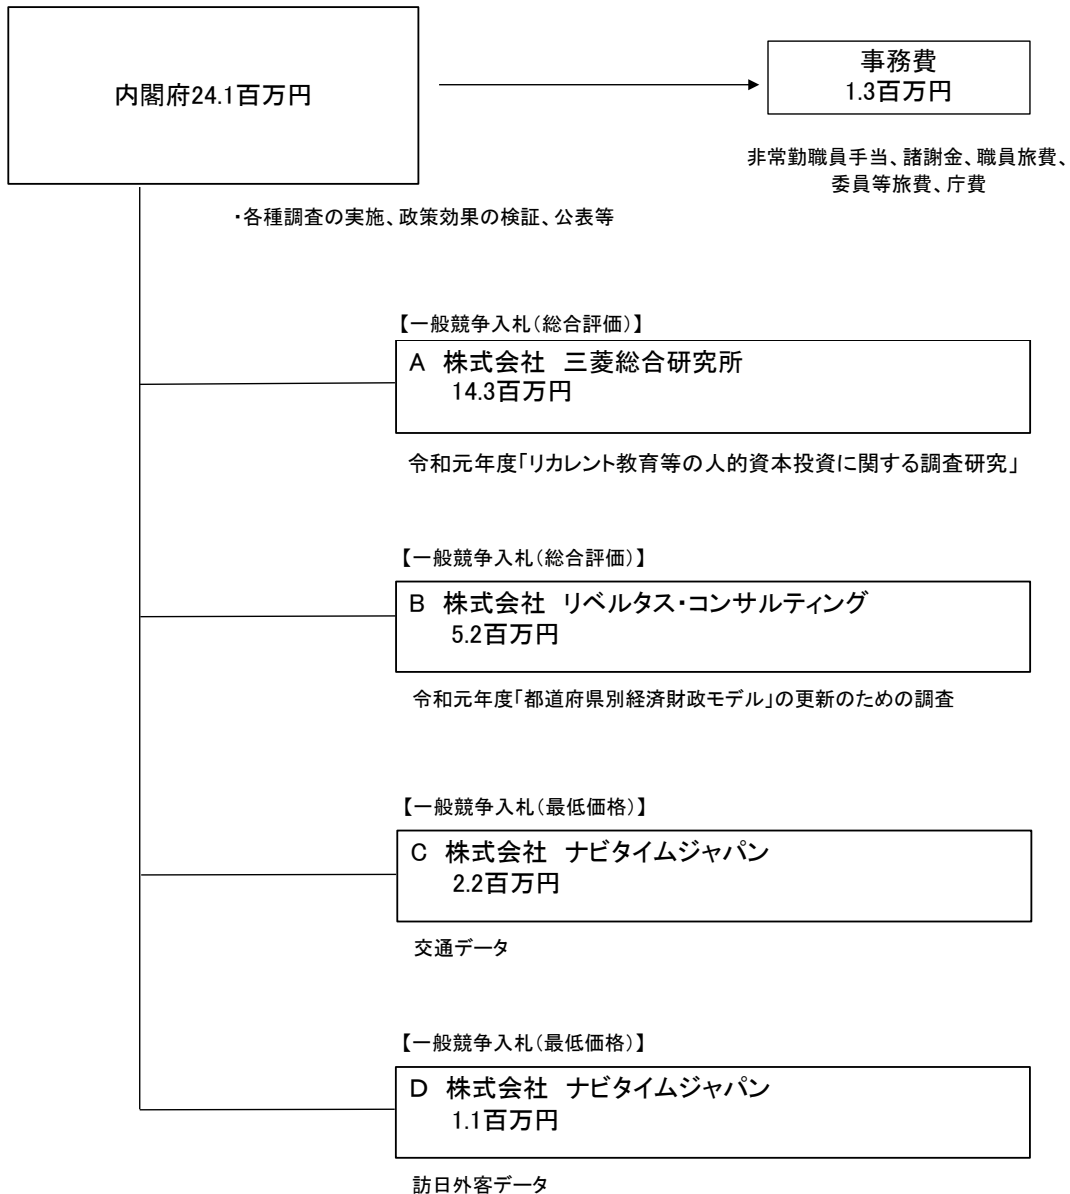 内閣府24.1百万円
事務費
1.3百万円
非常勤職員手当、諸謝金、職員旅費、
委員等旅費、庁費
・各種調査の実施、政策効果の検証、公表等
【一般競争入札(総合評価)】
A 株式会社 三菱総合研究所
14.3百万円
令和元年度「リカレント教育等の人的資本投資に関する調査研究」
【一般競争入札(総合評価)】
B 株式会社 リベルタス・コンサルティング
5.2百万円
令和元年度「都道府県別経済財政モデル」の更新のための調査
【一般競争入札(最低価格)】
C 株式会社 ナビタイムジャパン
2.2百万円
交通データ
【一般競争入札(最低価格)】
D 株式会社 ナビタイムジャパン
1.1百万円
訪日外客データ